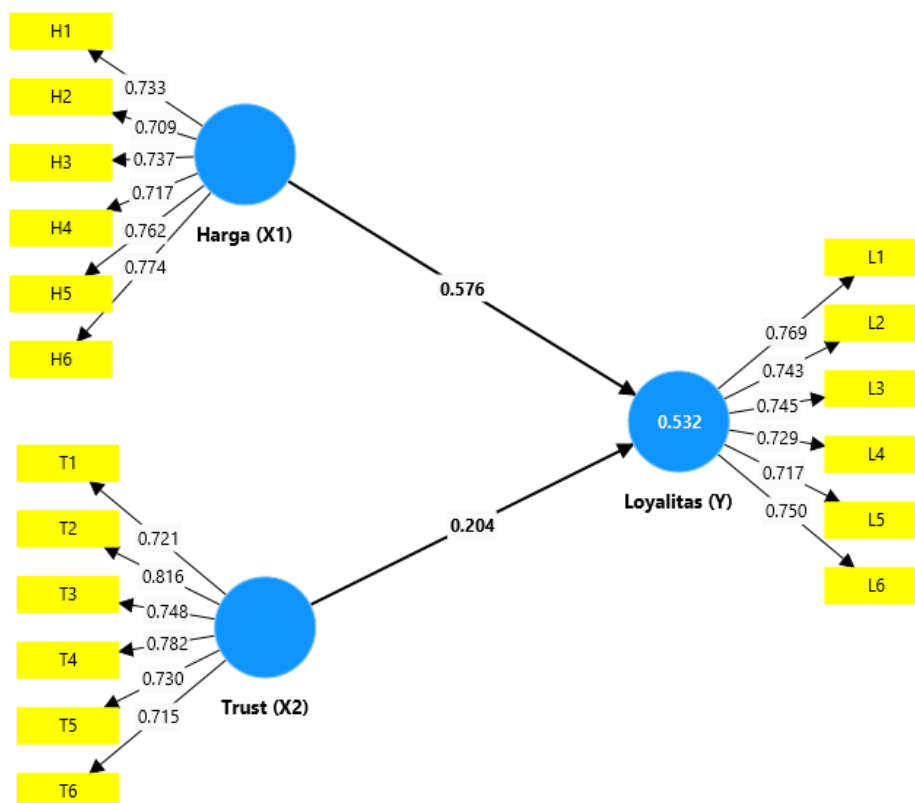 H1
H2
H3
H4
H5
H6
0.733
0.709
0.737
0.717
0.762
0.774
Harga (X1)
0.576
T1
T2
T3
T4
T5
T6
0.721
0.816
0.748
0.782
0.730
0.715
Trust (X2)
0.204
0.532
Loyalitas (Y)
0.769
0.743
0.745
0.729
0.717
0.750
L1
L2
L3
L4
L5
L6